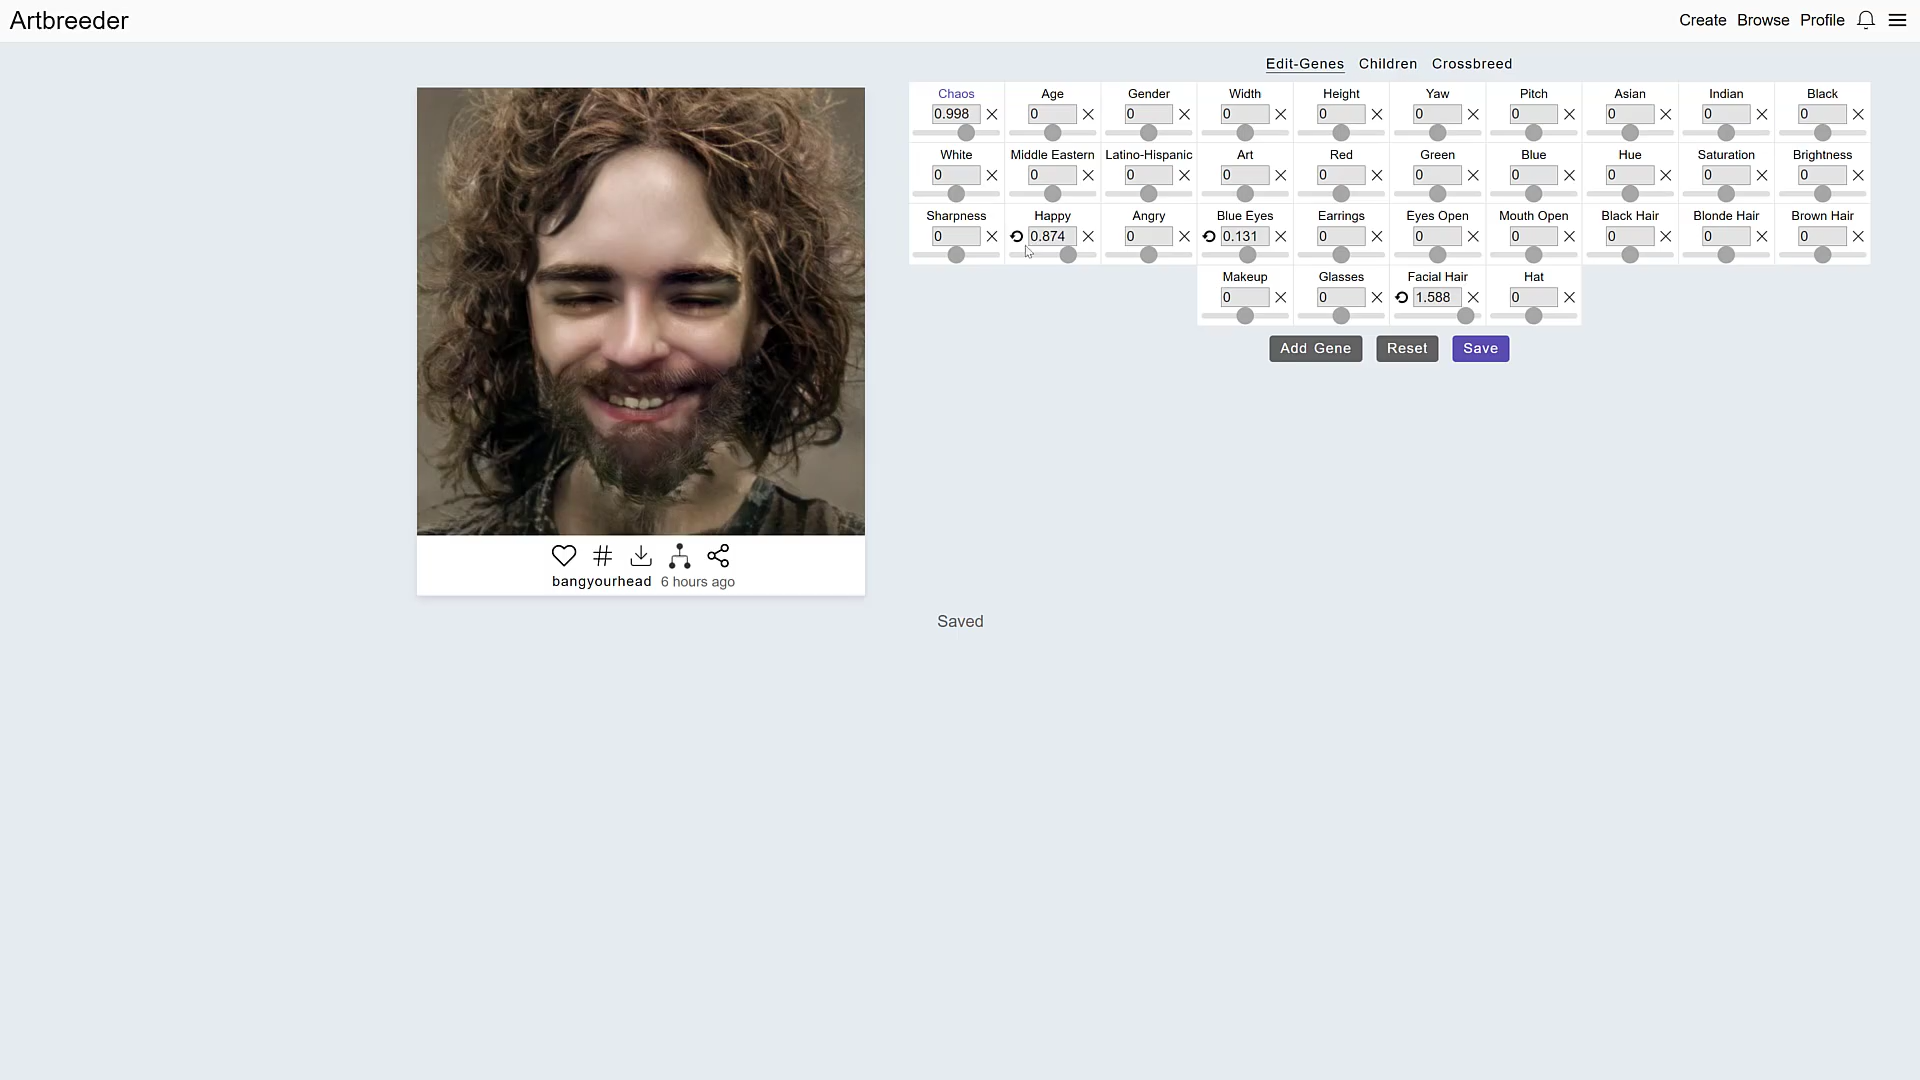 Artbreeder
Create Browse Profile
Edit-Genes Children Crossbreed
Chaos Age Gender Width Height Yaw Pitch Asian Indian Black
0.998 0 0 0 0 0 0 0 0 0
White Middle Eastern Latino-Hispanic Art Red Green Blue Hue Saturation Brightness
0 0 0 0 0 0 0 0 0 0
Sharpness Happy Angry Blue Eyes Earrings Eyes Open Mouth Open Black Hair Blonde Hair Brown Hair
0 0.874 0 0.131 0 0 0 0 0 0
Makeup Glasses Facial Hair Hat
0 0 1.588 0
Add Gene Reset Save
bangyourhead 6 hours ago
Saved